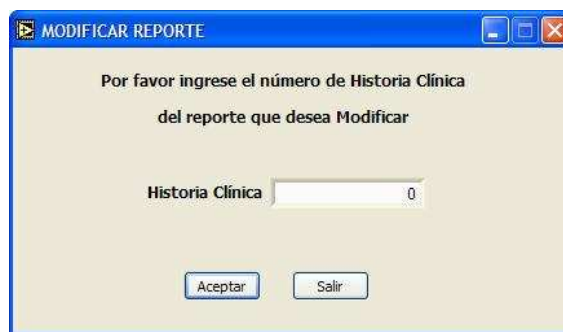 MODIFICAR REPORTE
Por favor ingrese el número de Historia Clínica
del reporte que desea Modificar
Historia Clínica 0
Aceptar Salir